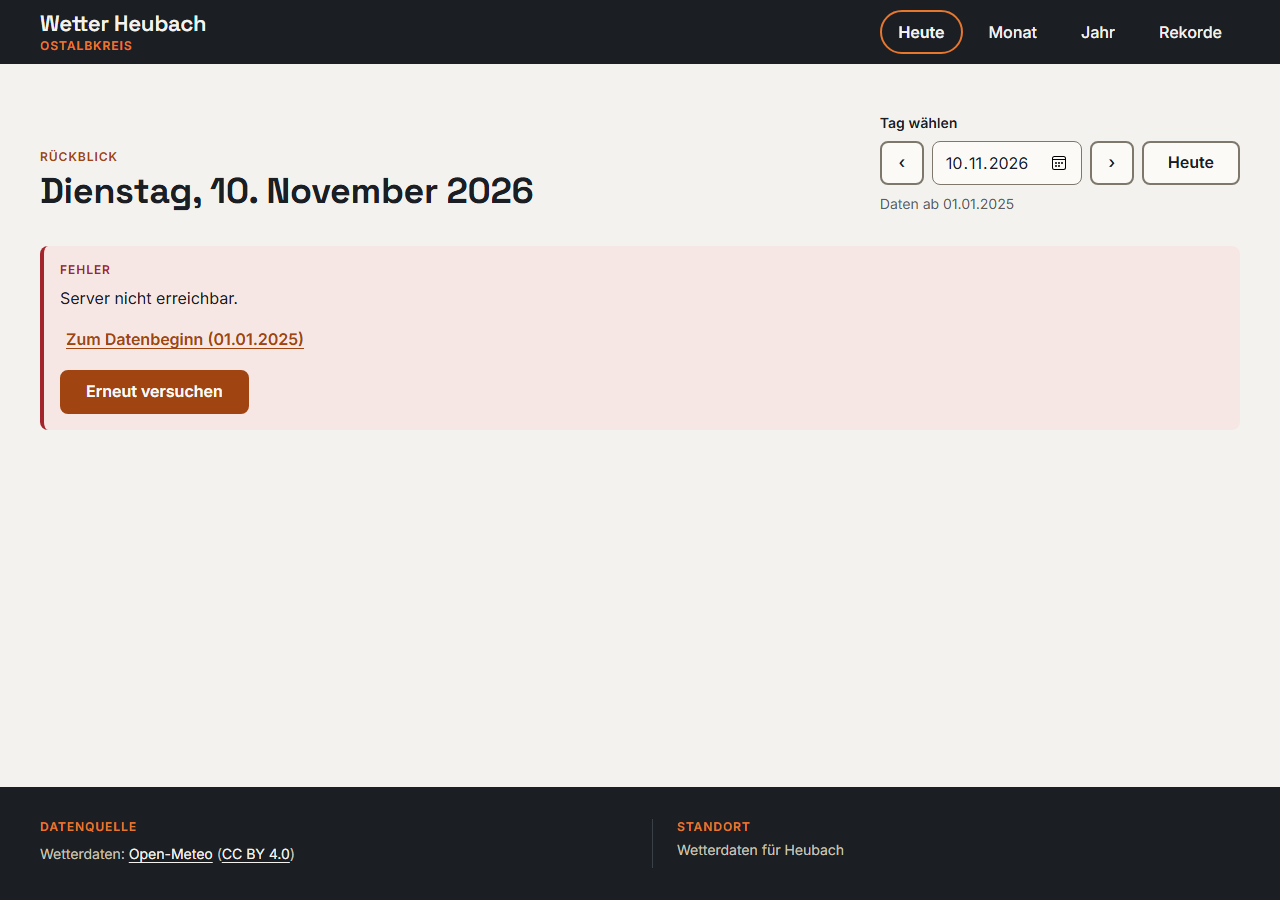 Wetter Heubach
OSTALBKREIS
Heute
Monat
Jahr
Rekorde
RÜCKBLICK
Dienstag, 10. November 2026
Tag wählen
‹
10.11.2026
›
Heute
Daten ab 01.01.2025
FEHLER
Server nicht erreichbar.
Zum Datenbeginn (01.01.2025)
Erneut versuchen
DATENQUELLE
Wetterdaten: Open-Meteo (CC BY 4.0)
STANDORT
Wetterdaten für Heubach